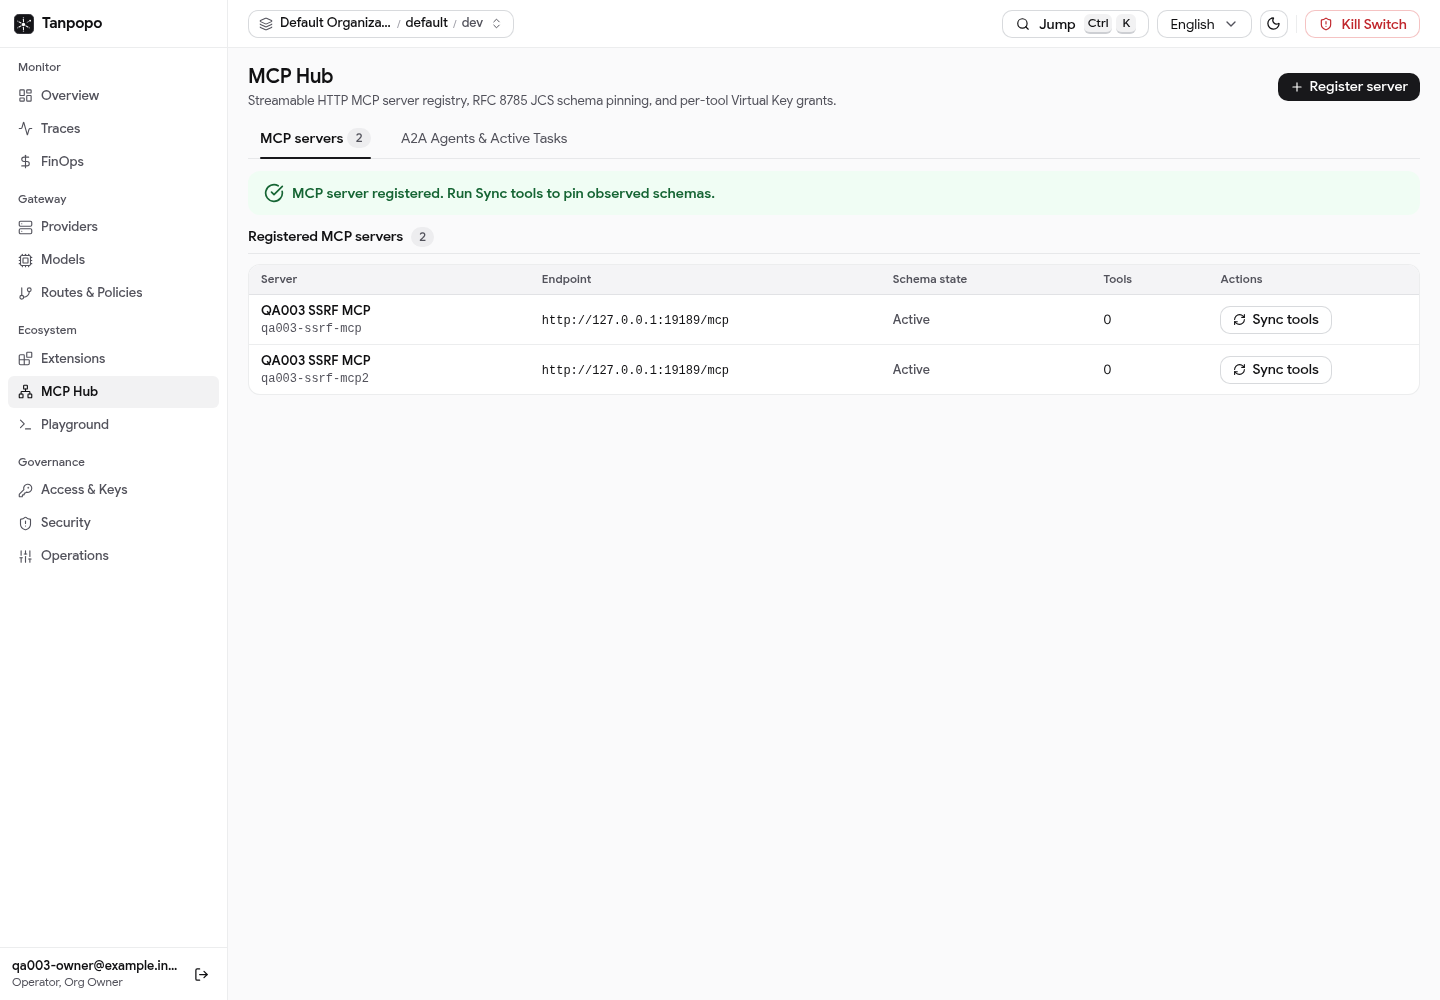 Tanpopo
Default Organiza... / default / dev
Jump Ctrl K
English
Kill Switch
Monitor
Overview
Traces
FinOps
Gateway
Providers
Models
Routes & Policies
Ecosystem
Extensions
MCP Hub
Playground
Governance
Access & Keys
Security
Operations
qa003-owner@example.in...
Operator, Org Owner
MCP Hub
Streamable HTTP MCP server registry, RFC 8785 JCS schema pinning, and per-tool Virtual Key grants.
Register server
MCP servers 2 A2A Agents & Active Tasks
MCP server registered. Run Sync tools to pin observed schemas.
Registered MCP servers 2
Server Endpoint Schema state Tools Actions
QA003 SSRF MCP
qa003-ssrf-mcp
http://127.0.0.1:19189/mcp Active 0 Sync tools
QA003 SSRF MCP
qa003-ssrf-mcp2
http://127.0.0.1:19189/mcp Active 0 Sync tools